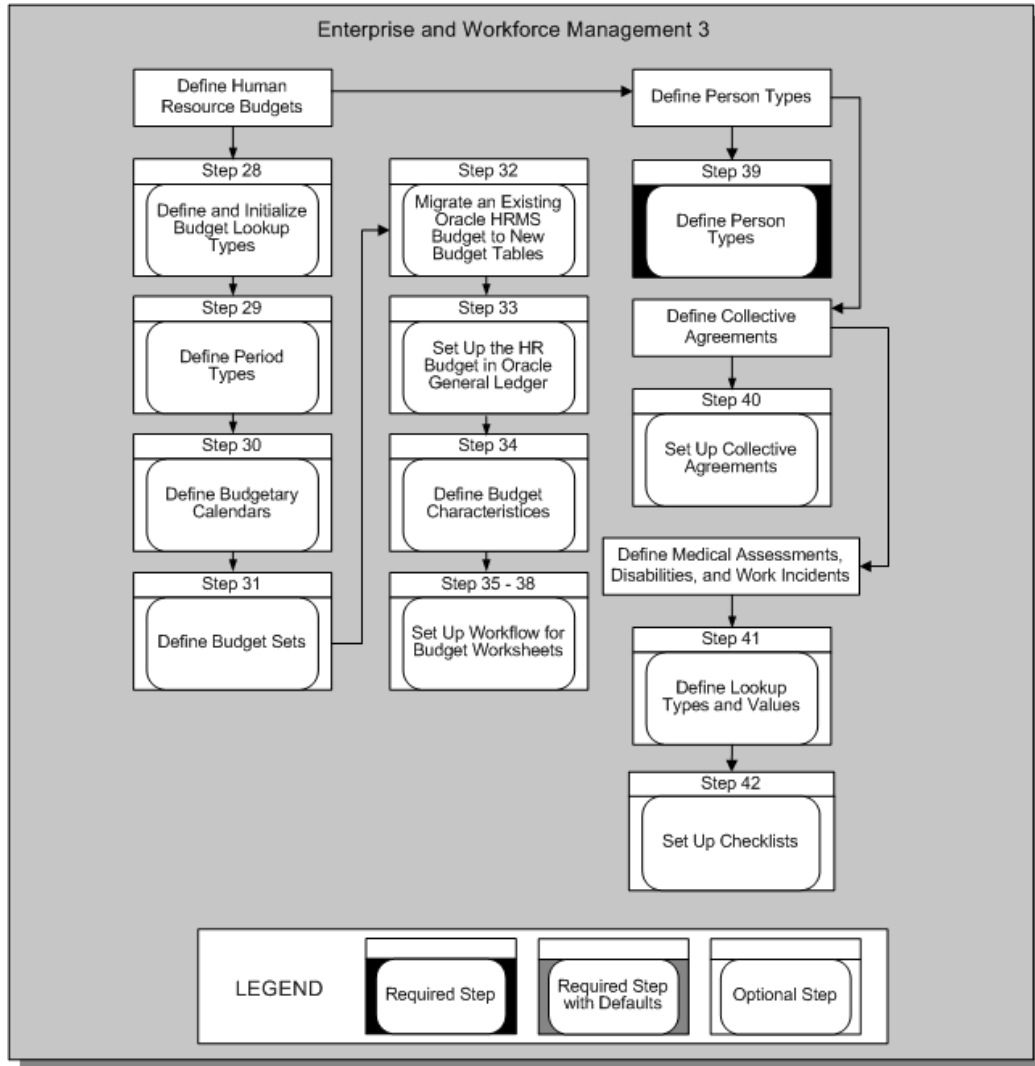 Enterprise and Workforce Management 3
Define Human
Resource Budgets
Step 28
Define and Initialize
Budget Lookup
Types
Step 29
Define Period
Types
Step 30
Define Budgetary
Calendars
Step 31
Define Budget Sets
Step 32
Migrate an Existing
Oracle HRMS
Budget to New
Budget Tables
Step 33
Set Up the HR
Budget in Oracle
General Ledger
Step 34
Define Budget
Characteristices
Step 35 - 38
Set Up Workflow for
Budget Worksheets
Define Person Types
Step 39
Define Person
Types
Define Collective
Agreements
Step 40
Set Up Collective
Agreements
Define Medical Assessments,
Disabilities, and Work Incidents
Step 41
Define Lookup
Types and Values
Step 42
Set Up Checklists
LEGEND
Required Step
Required Step
with Defaults
Optional Step